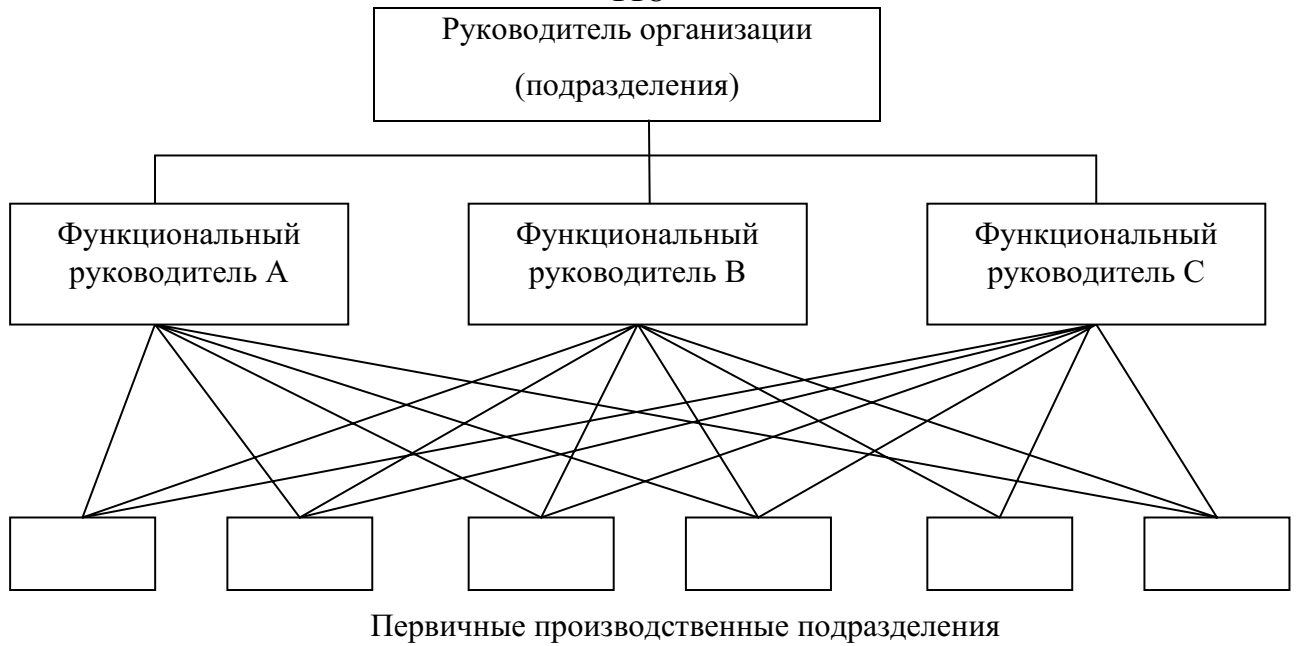 Руководитель организации
(подразделения)
Функциональный
руководитель А
Функциональный
руководитель В
Функциональный
руководитель С
Первичные производственные подразделения